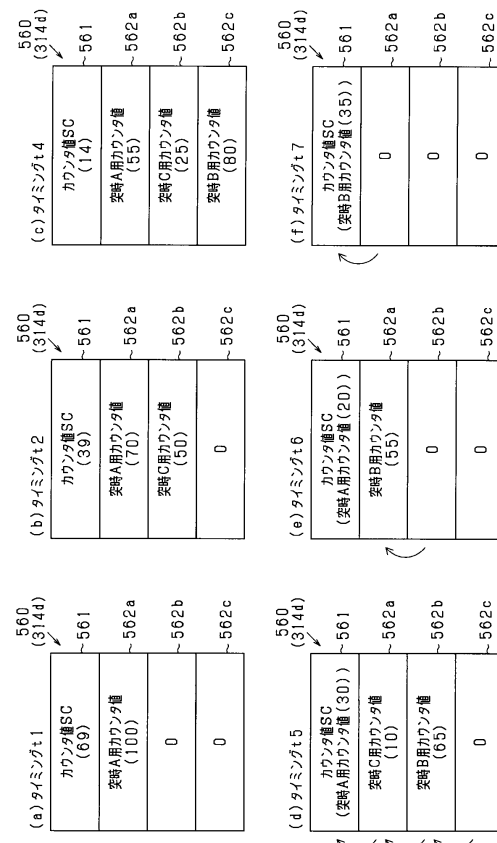 (a)タイミングt1
560
(314d)
カウンタ値SC
(69)
561
突時A用カウンタ値
(100)
562a
0
562b
0
562c
(b)タイミングt2
560
(314d)
カウンタ値SC
(39)
561
突時A用カウンタ値
(70)
562a
突時C用カウンタ値
(50)
562b
0
562c
(c)タイミングt4
560
(314d)
カウンタ値SC
(14)
561
突時A用カウンタ値
(55)
562a
突時C用カウンタ値
(25)
562b
突時B用カウンタ値
(80)
562c
(d)タイミングt5
560
(314d)
カウンタ値SC
(突時A用カウンタ値(30))
561
突時C用カウンタ値
(10)
562a
突時B用カウンタ値
(65)
562b
0
562c
(e)タイミングt6
560
(314d)
カウンタ値SC
(突時A用カウンタ値(20))
561
突時B用カウンタ値
(55)
562a
0
562b
0
562c
(f)タイミングt7
560
(314d)
カウンタ値SC
(突時B用カウンタ値(35))
561
0
562a
0
562b
0
562c